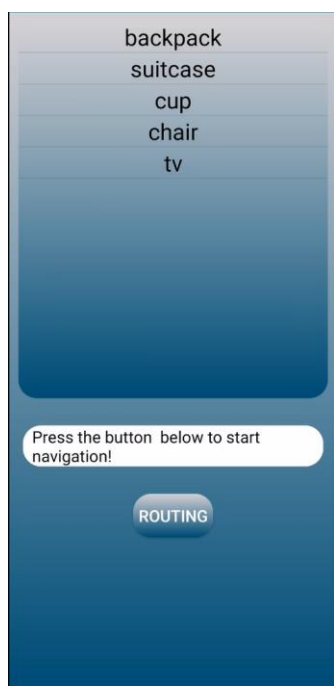 backpack
suitcase
cup
chair
tv
Press the button  below to start
navigation!
ROUTING